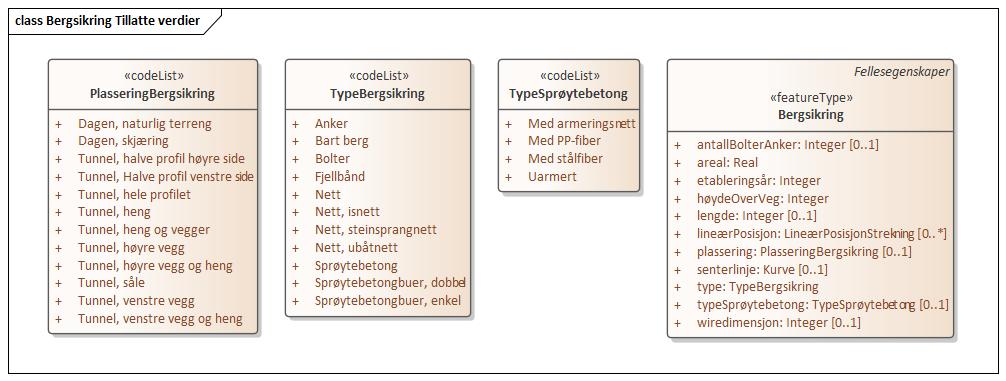 class Bergsikring Tillatte verdier
«codeList»
PlasseringBergsikring
+ Dagen, naturlig terreng
+ Dagen, skjæring
+ Tunnel, halve profil høyre side
+ Tunnel, Halve profil venstre side
+ Tunnel, hele profilet
+ Tunnel, heng
+ Tunnel, heng og vegger
+ Tunnel, høyre vegg
+ Tunnel, høyre vegg og heng
+ Tunnel, såle
+ Tunnel, venstre vegg
+ Tunnel, venstre vegg og heng
«codeList»
TypeBergsikring
+ Anker
+ Bart berg
+ Bolter
+ Fjellbånd
+ Nett
+ Nett, isnett
+ Nett, steinsprangnett
+ Nett, ubåtnett
+ Sprøytebetong
+ Sprøytebetongbuer, dobbel
+ Sprøytebetongbuer, enkel
«codeList»
TypeSprøytebetong
+ Med armeringsnett
+ Med PP-fiber
+ Med stålfiber
+ Uarmert
Fellesegenskaper
«featureType»
Bergsikring
+ antallBolterAnker: Integer [0..1]
+ areal: Real
+ etableringsår: Integer
+ høydeOverVeg: Integer
+ lengde: Integer [0..1]
+ lineærPosisjon: LineærPosisjonStrekning [0..*]
+ plassering: PlasseringBergsikring [0..1]
+ senterlinje: Kurve [0..1]
+ type: TypeBergsikring
+ typeSprøytebetong: TypeSprøytebetong [0..1]
+ wiredimensjon: Integer [0..1]